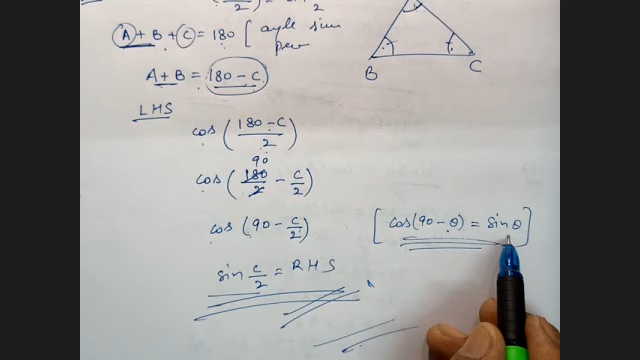 2
A + B + C = 180 [ angle sum
A + B = 180 - C
LHS
cos ( 180 - C / 2 )
90
cos ( 180/2 - C/2 )
cos ( 90 - C/2 )
[ cos(90 - θ) = sin θ ]
sin C/2 = RHS
B
C